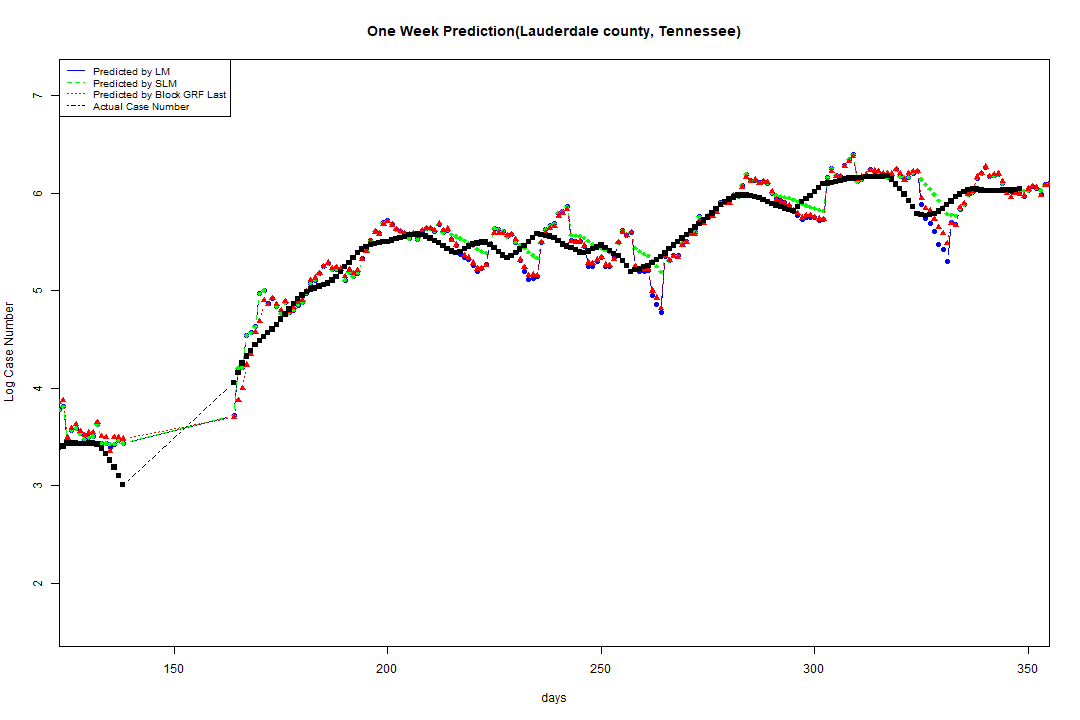 One Week Prediction(Lauderdale county, Tennessee)
Predicted by LM
Predicted by SLM
Predicted by Block GRF Last
Actual Case Number
7
6
5
4
3
2
Log Case Number
150 200 250 300 350
days